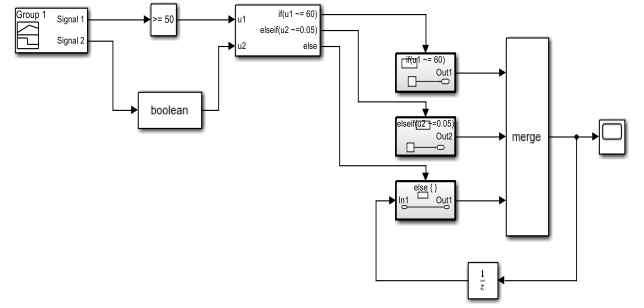 Group 1
Signal 1
Signal 2
>= 50
boolean
u1
u2
if(u1 ~= 60)
elseif(u2 ~=0.05)
else
if(u1 ~= 60)
Out1
elseif(u2 ~=0.05)
Out2
else { }
In1
Out1
merge
1
z